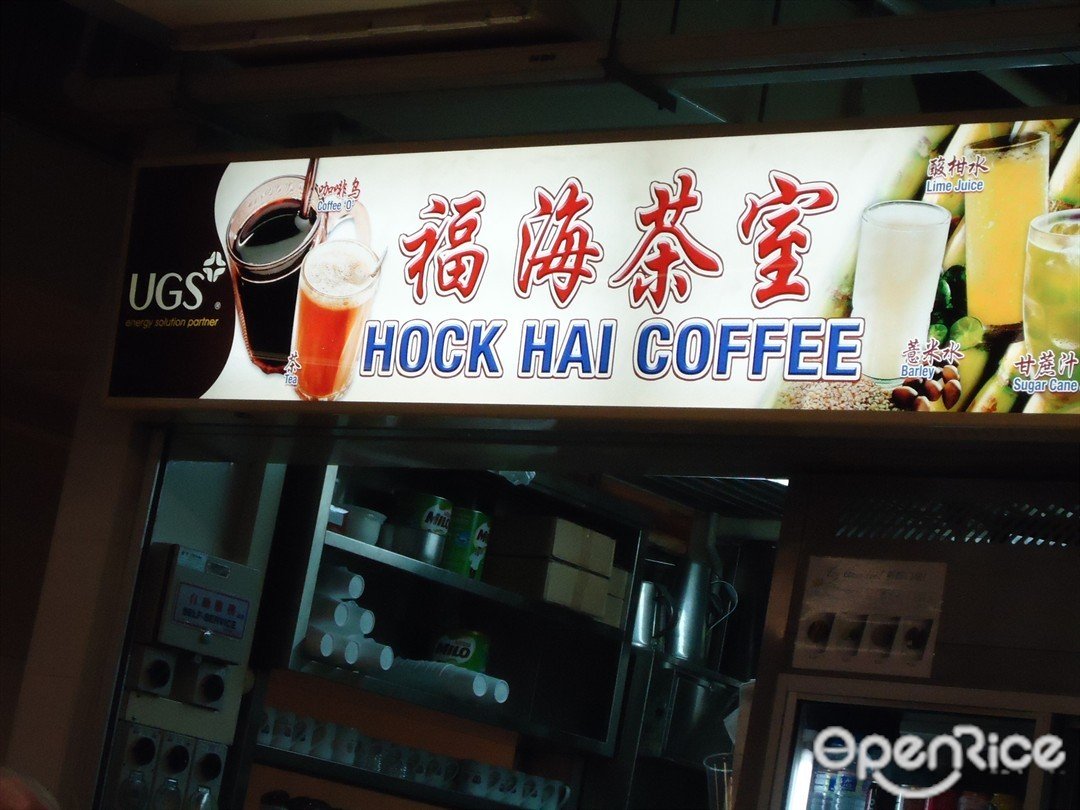 UGS®
energy solution partner
咖啡乌
Coffee 'O'
茶
Tea
福海茶室
HOCK HAI COFFEE
酸柑水
Lime Juice
薏米水
Barley
甘蔗汁
Sugar Cane
MILO
MILO
自助服務
SELF-SERVICE
OpenRice